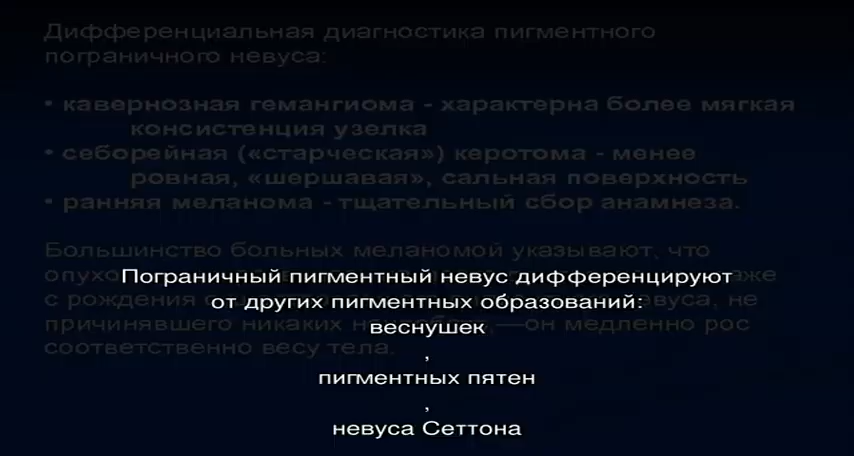 Дифференциальная диагностика пигментного
пограничного невуса:
• кавернозная гемангиома - характерна более мягкая
консистенция узелка
• себорейная («старческая») керотома - менее
ровная, «шершавая», сальная поверхность
• ранняя меланома - тщательный сбор анамнеза.
Большинство больных меланомой указывают, что
Пограничный пигментный невус дифференцируют
от других пигментных образований:
веснушек
,
пигментных пятен
,
невуса Сеттона
с рождения
невуса, не
причинявшего никаких
—он медленно рос
соответственно весу тела.